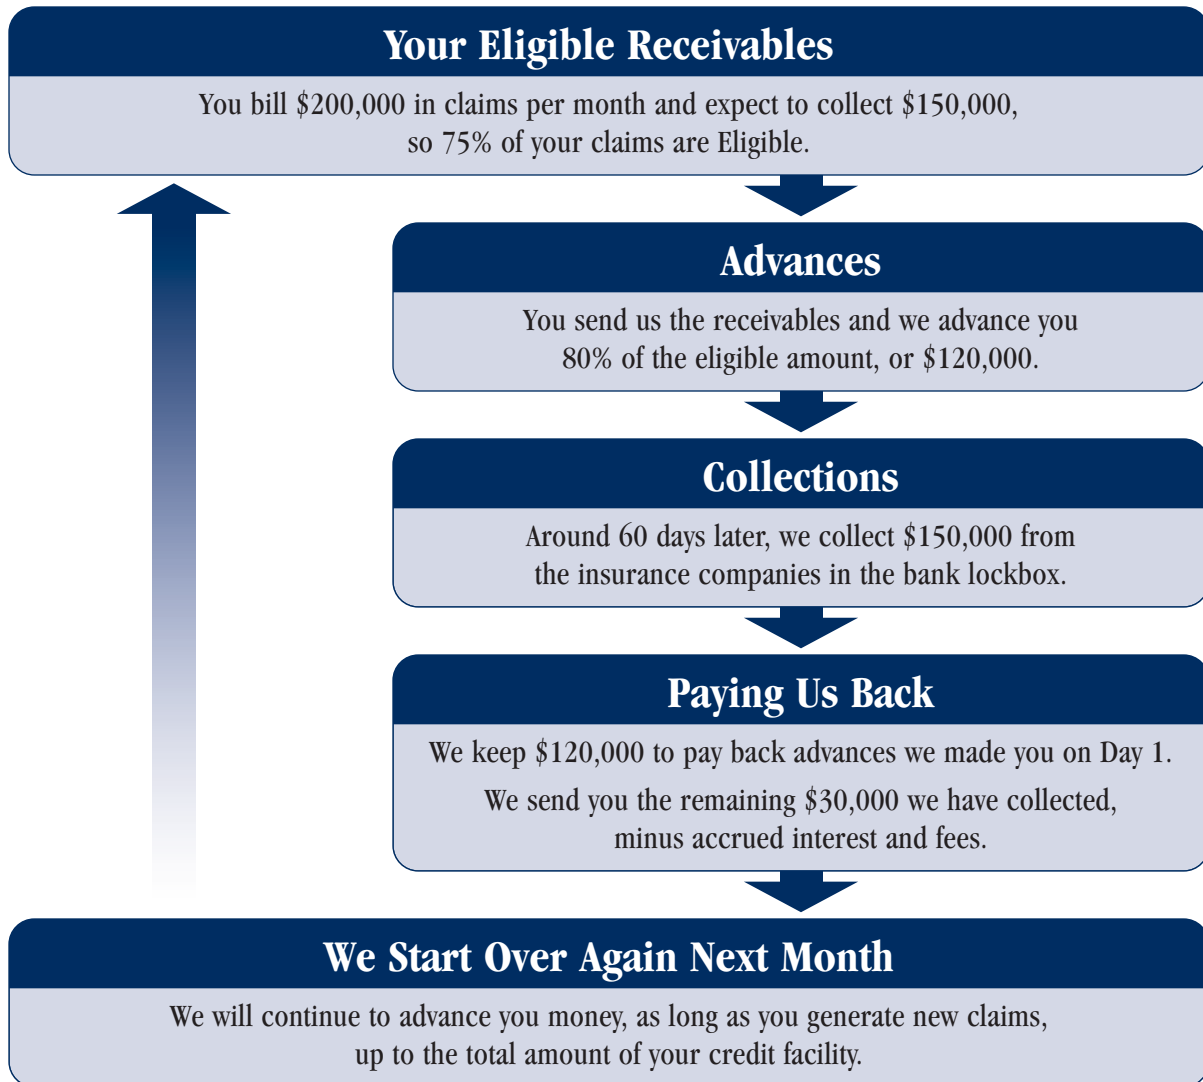 Your Eligible Receivables
You bill $200,000 in claims per month and expect to collect $150,000,
so 75% of your claims are Eligible.
Advances
You send us the receivables and we advance you
80% of the eligible amount, or $120,000.
Collections
Around 60 days later, we collect $150,000 from
the insurance companies in the bank lockbox.
Paying Us Back
We keep $120,000 to pay back advances we made you on Day 1.
We send you the remaining $30,000 we have collected,
minus accrued interest and fees.
We Start Over Again Next Month
We will continue to advance you money, as long as you generate new claims,
up to the total amount of your credit facility.